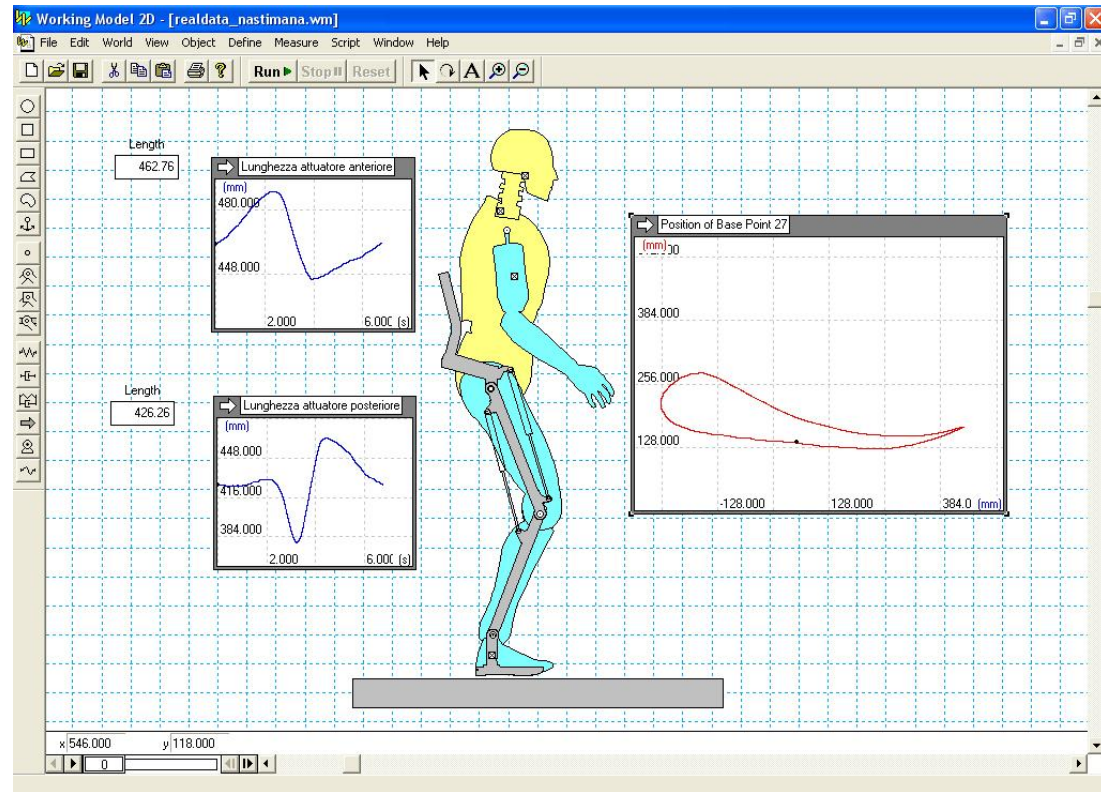 Working Model 2D - [realdata_nastimana.wm]
File Edit World View Object Define Measure Script Window Help
Run Stop Reset A
Length
462.76
Lunghezza attuatore anteriore
(mm)
480.000
448.000
2.000 6.00( (s)
Position of Base Point 27
(mm)
384.000
256.000
128.000
-128.000 128.000 384.0 (mm)
Length
426.26
Lunghezza attuatore posteriore
(mm)
448.000
416.000
384.000
2.000 6.00( (s)
x 546.000 y 118.000
0